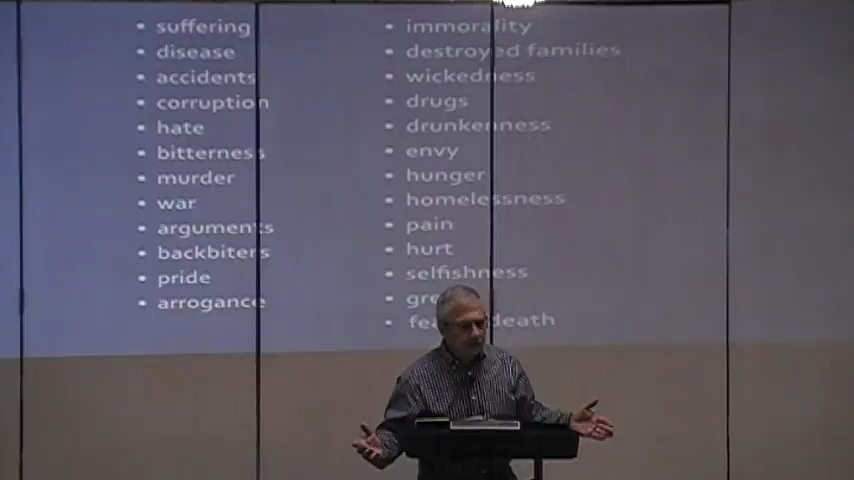 • suffering
• disease
• accidents
• corruption
• hate
• bitterness
• murder
• war
• arguments
• backbiters
• pride
• arrogance
• immorality
• destroyed families
• wickedness
• drugs
• drunkenness
• envy
• hunger
• homelessness
• pain
• hurt
• selfishness
• death